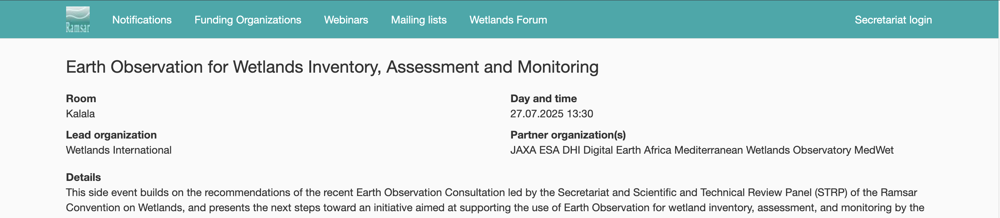 Ramsar
Notifications
Funding Organizations
Webinars
Mailing lists
Wetlands Forum
Secretariat login
Earth Observation for Wetlands Inventory, Assessment and Monitoring
Room
Kalala
Day and time
27.07.2025 13:30
Lead organization
Wetlands International
Partner organization(s)
JAXA ESA DHI Digital Earth Africa Mediterranean Wetlands Observatory MedWet
Details
This side event builds on the recommendations of the recent Earth Observation Consultation led by the Secretariat and Scientific and Technical Review Panel (STRP) of the Ramsar
Convention on Wetlands, and presents the next steps toward an initiative aimed at supporting the use of Earth Observation for wetland inventory, assessment, and monitoring by the